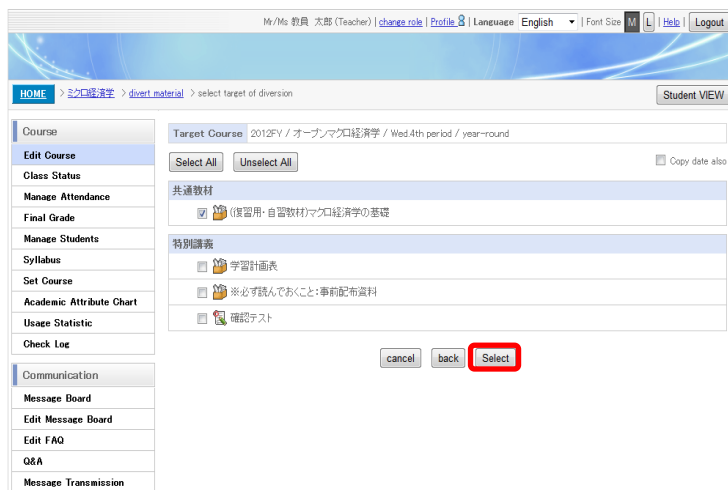 Mr/Ms 教員 太郎 (Teacher) | change role | Profile | Language English | Font Size M L | Help | Logout
HOME > ミクロ経済学 > divert material > select target of diversion
Student VIEW
Course
Edit Course
Class Status
Manage Attendance
Final Grade
Manage Students
Syllabus
Set Course
Academic Attribute Chart
Usage Statistic
Check Log
Communication
Message Board
Edit Message Board
Edit FAQ
Q&A
Message Transmission
Target Course 2012FY / オープンマクロ経済学 / Wed.4th period / year-round
Select All Unselect All Copy date also
共通教材
(復習用・自習教材)マクロ経済学の基礎
特別講義
学習計画表
※必ず読んでおくこと:事前配布資料
確認テスト
cancel back Select